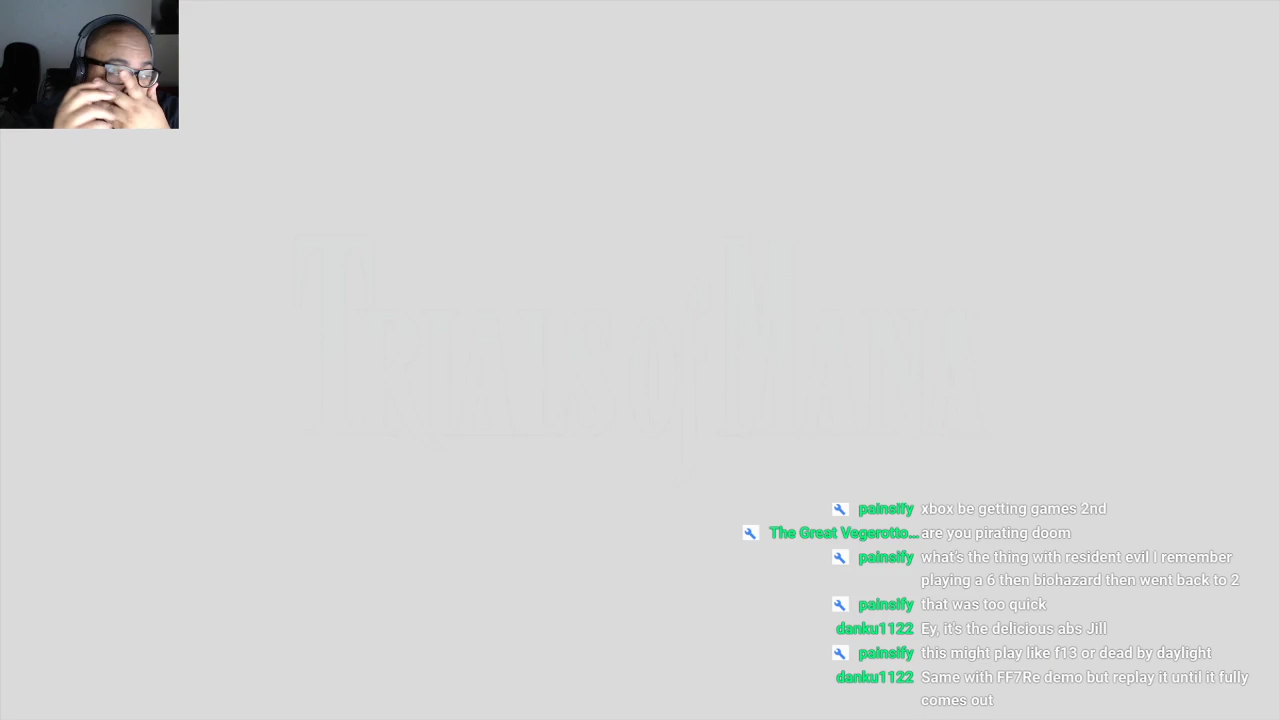 Trials of Mana
painsify xbox be getting games 2nd
The Great Vegerotto... are you pirating doom
painsify what's the thing with resident evil I remember
playing a 6 then biohazard then went back to 2
painsify that was too quick
danku1122 Ey, it's the delicious abs Jill
painsify this might play like f13 or dead by daylight
danku1122 Same with FF7Re demo but replay it until it fully
comes out